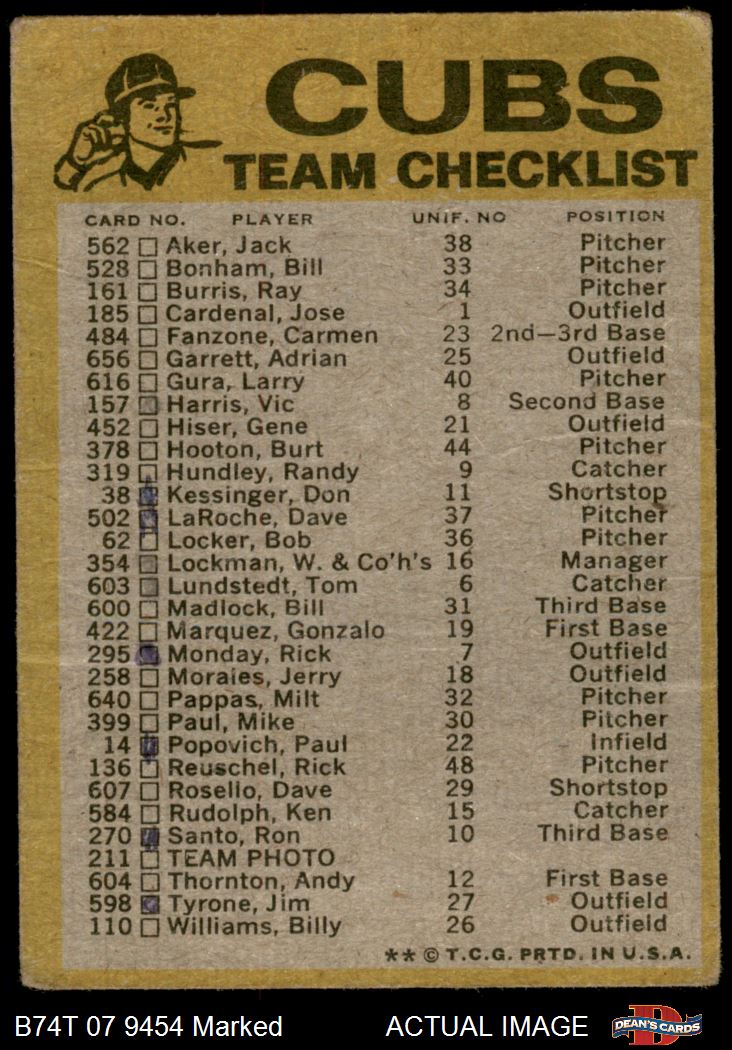 CUBS
TEAM CHECKLIST
CARD NO. PLAYER UNIF. NO POSITION
562 Aker, Jack 38 Pitcher
528 Bonham, Bill 33 Pitcher
161 Burris, Ray 34 Pitcher
185 Cardenal, Jose 1 Outfield
484 Fanzone, Carmen 23 2nd—3rd Base
656 Garrett, Adrian 25 Outfield
616 Gura, Larry 40 Pitcher
157 Harris, Vic 8 Second Base
452 Hiser, Gene 21 Outfield
378 Hooton, Burt 44 Pitcher
319 Hundley, Randy 9 Catcher
38 Kessinger, Don 11 Shortstop
502 LaRoche, Dave 37 Pitcher
62 Locker, Bob 36 Pitcher
354 Lockman, W. & Co'h's 16 Manager
603 Lundstedt, Tom 6 Catcher
600 Madlock, Bill 31 Third Base
422 Marquez, Gonzalo 19 First Base
295 Monday, Rick 7 Outfield
258 Moraies, Jerry 18 Outfield
640 Pappas, Milt 32 Pitcher
399 Paul, Mike 30 Pitcher
14 Popovich, Paul 22 Infield
136 Reuschel, Rick 48 Pitcher
607 Rosello, Dave 29 Shortstop
584 Rudolph, Ken 15 Catcher
270 Santo, Ron 10 Third Base
211 TEAM PHOTO
604 Thornton, Andy 12 First Base
598 Tyrone, Jim 27 Outfield
110 Williams, Billy 26 Outfield
** © T.C.G. PRTD. IN U.S.A.
B74T 07 9454 Marked ACTUAL IMAGE DEAN'S CARDS